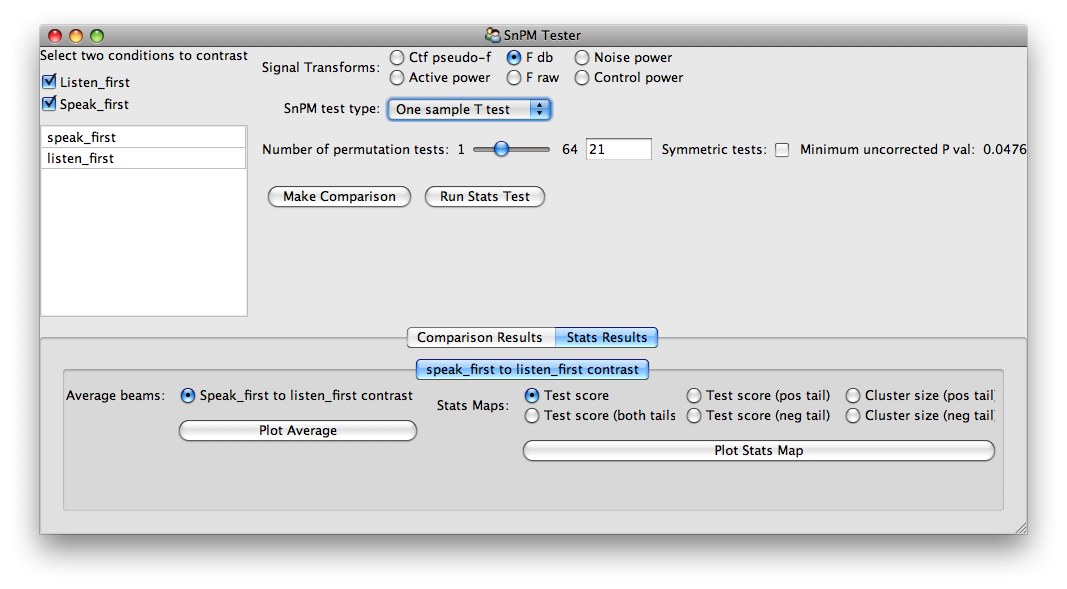 SnPM Tester
Select two conditions to contrast
Listen_first
Speak_first
speak_first
listen_first
Signal Transforms: Ctf pseudo-f F db Noise power
Active power F raw Control power
SnPM test type: One sample T test
Number of permutation tests: 1 64 21 Symmetric tests: Minimum uncorrected P val: 0.0476
Make Comparison Run Stats Test
Comparison Results Stats Results
speak_first to listen_first contrast
Average beams: Speak_first to listen_first contrast
Plot Average
Stats Maps: Test score Test score (pos tail) Cluster size (pos tail
Test score (both tails Test score (neg tail) Cluster size (neg tail
Plot Stats Map